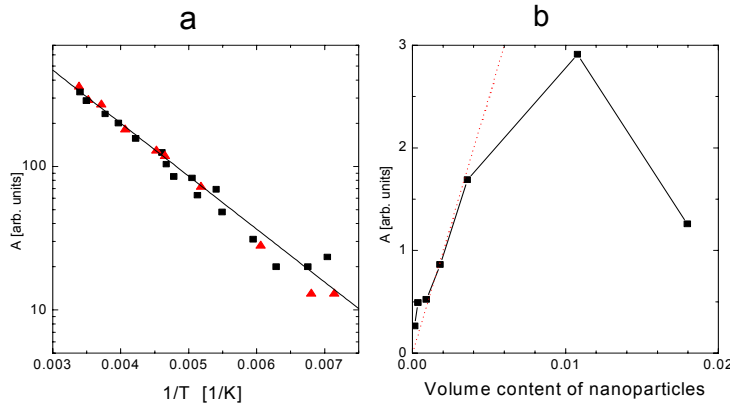 a
b
A [arb. units]
100
10
0.003 0.004 0.005 0.006 0.007
1/T [1/K]
A [arb. units]
3
2
1
0
0.00 0.01 0.02
Volume content of nanoparticles